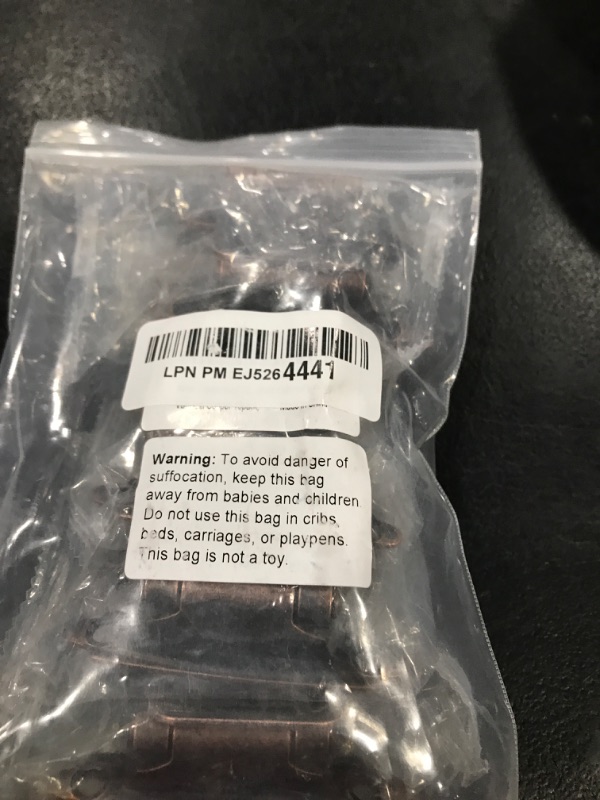 LPN PM EJ5264441
Warning: To avoid danger of
suffocation, keep this bag
away from babies and children.
Do not use this bag in cribs,
beds, carriages, or playpens.
This bag is not a toy.